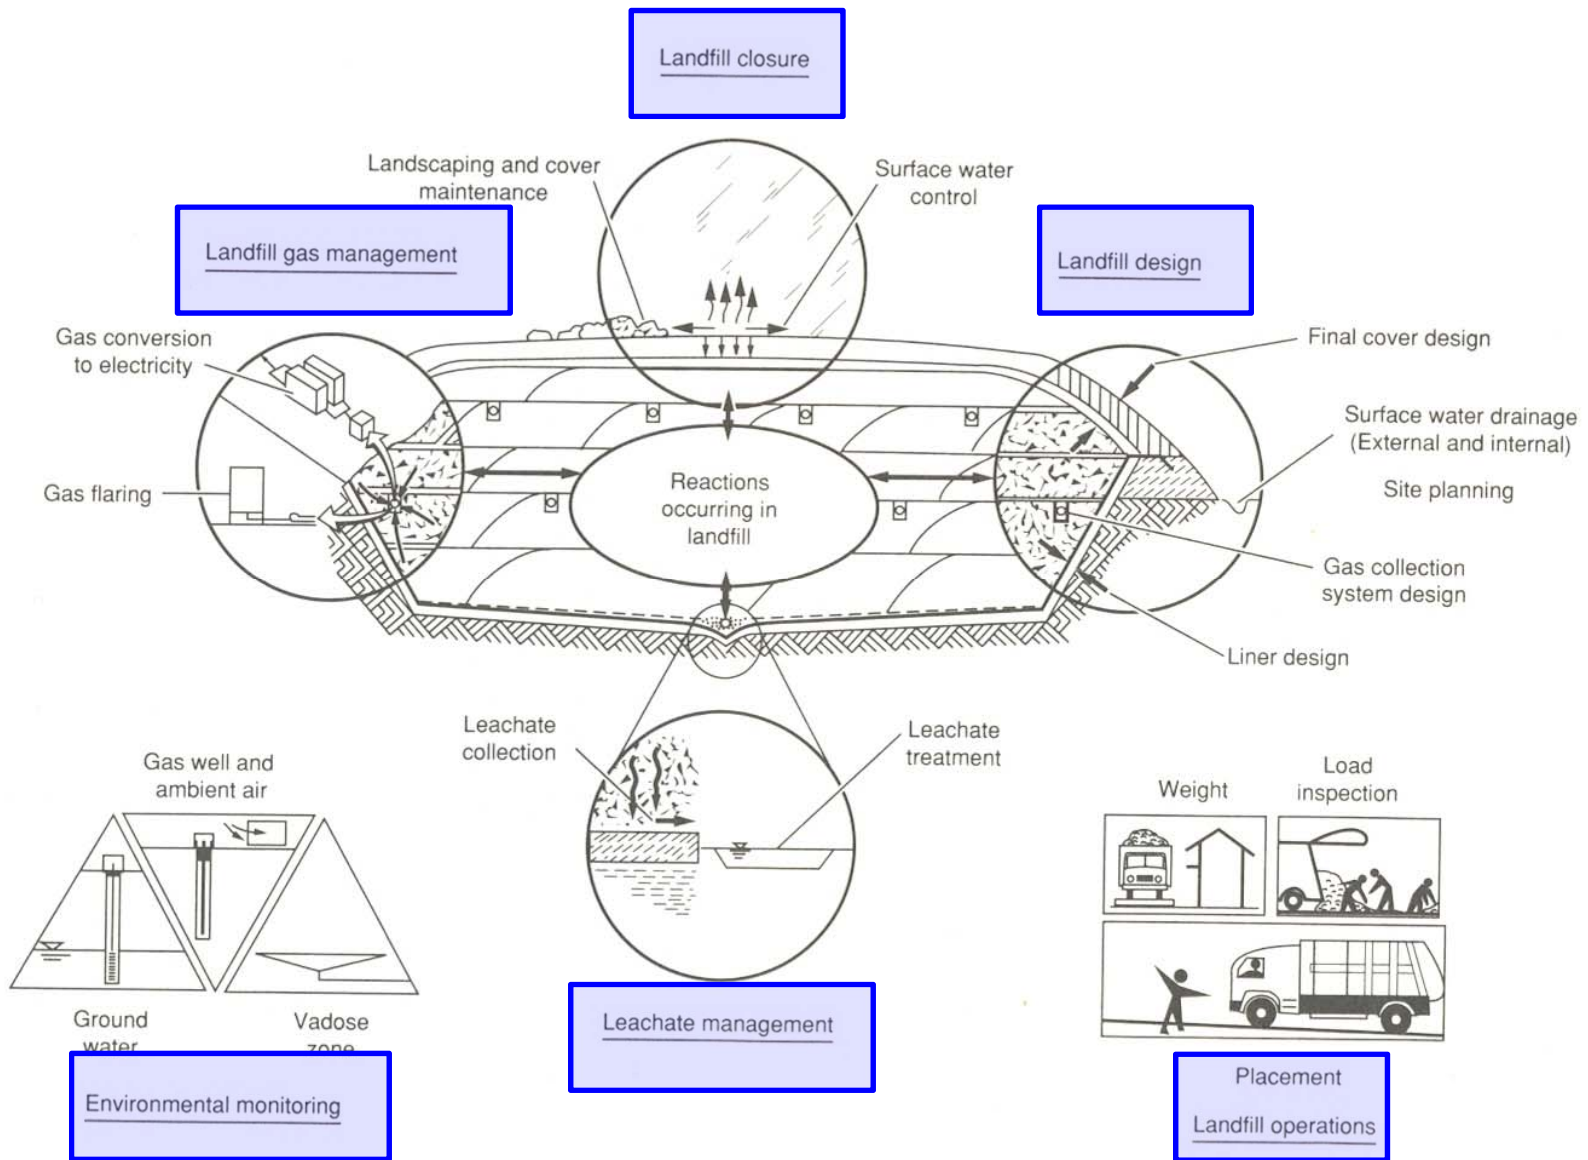 Landfill closure
Landscaping and cover
maintenance
Surface water
control
Landfill gas management
Landfill design
Gas conversion
to electricity
Final cover design
Surface water drainage
(External and internal)
Gas flaring
Reactions
occurring in
landfill
Site planning
Gas collection
system design
Liner design
Leachate
collection
Leachate
treatment
Gas well and
ambient air
Weight
Load
inspection
Ground
water
Vadose
zone
Leachate management
Environmental monitoring
Placement
Landfill operations